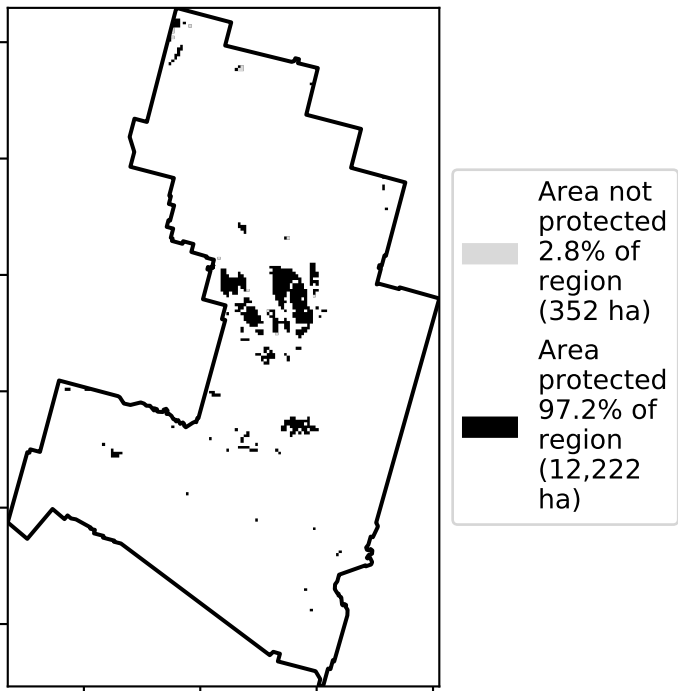 Area not
protected
2.8% of
region
(352 ha)
Area
protected
97.2% of
region
(12,222
ha)